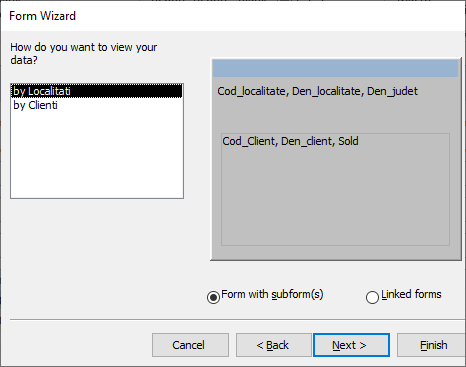 Form Wizard
How do you want to view your
data?
by Localitati
by Clienti
Cod_localitate, Den_localitate, Den_judet
Cod_Client, Den_client, Sold
Form with subform(s)
Linked forms
Cancel
< Back
Next >
Finish